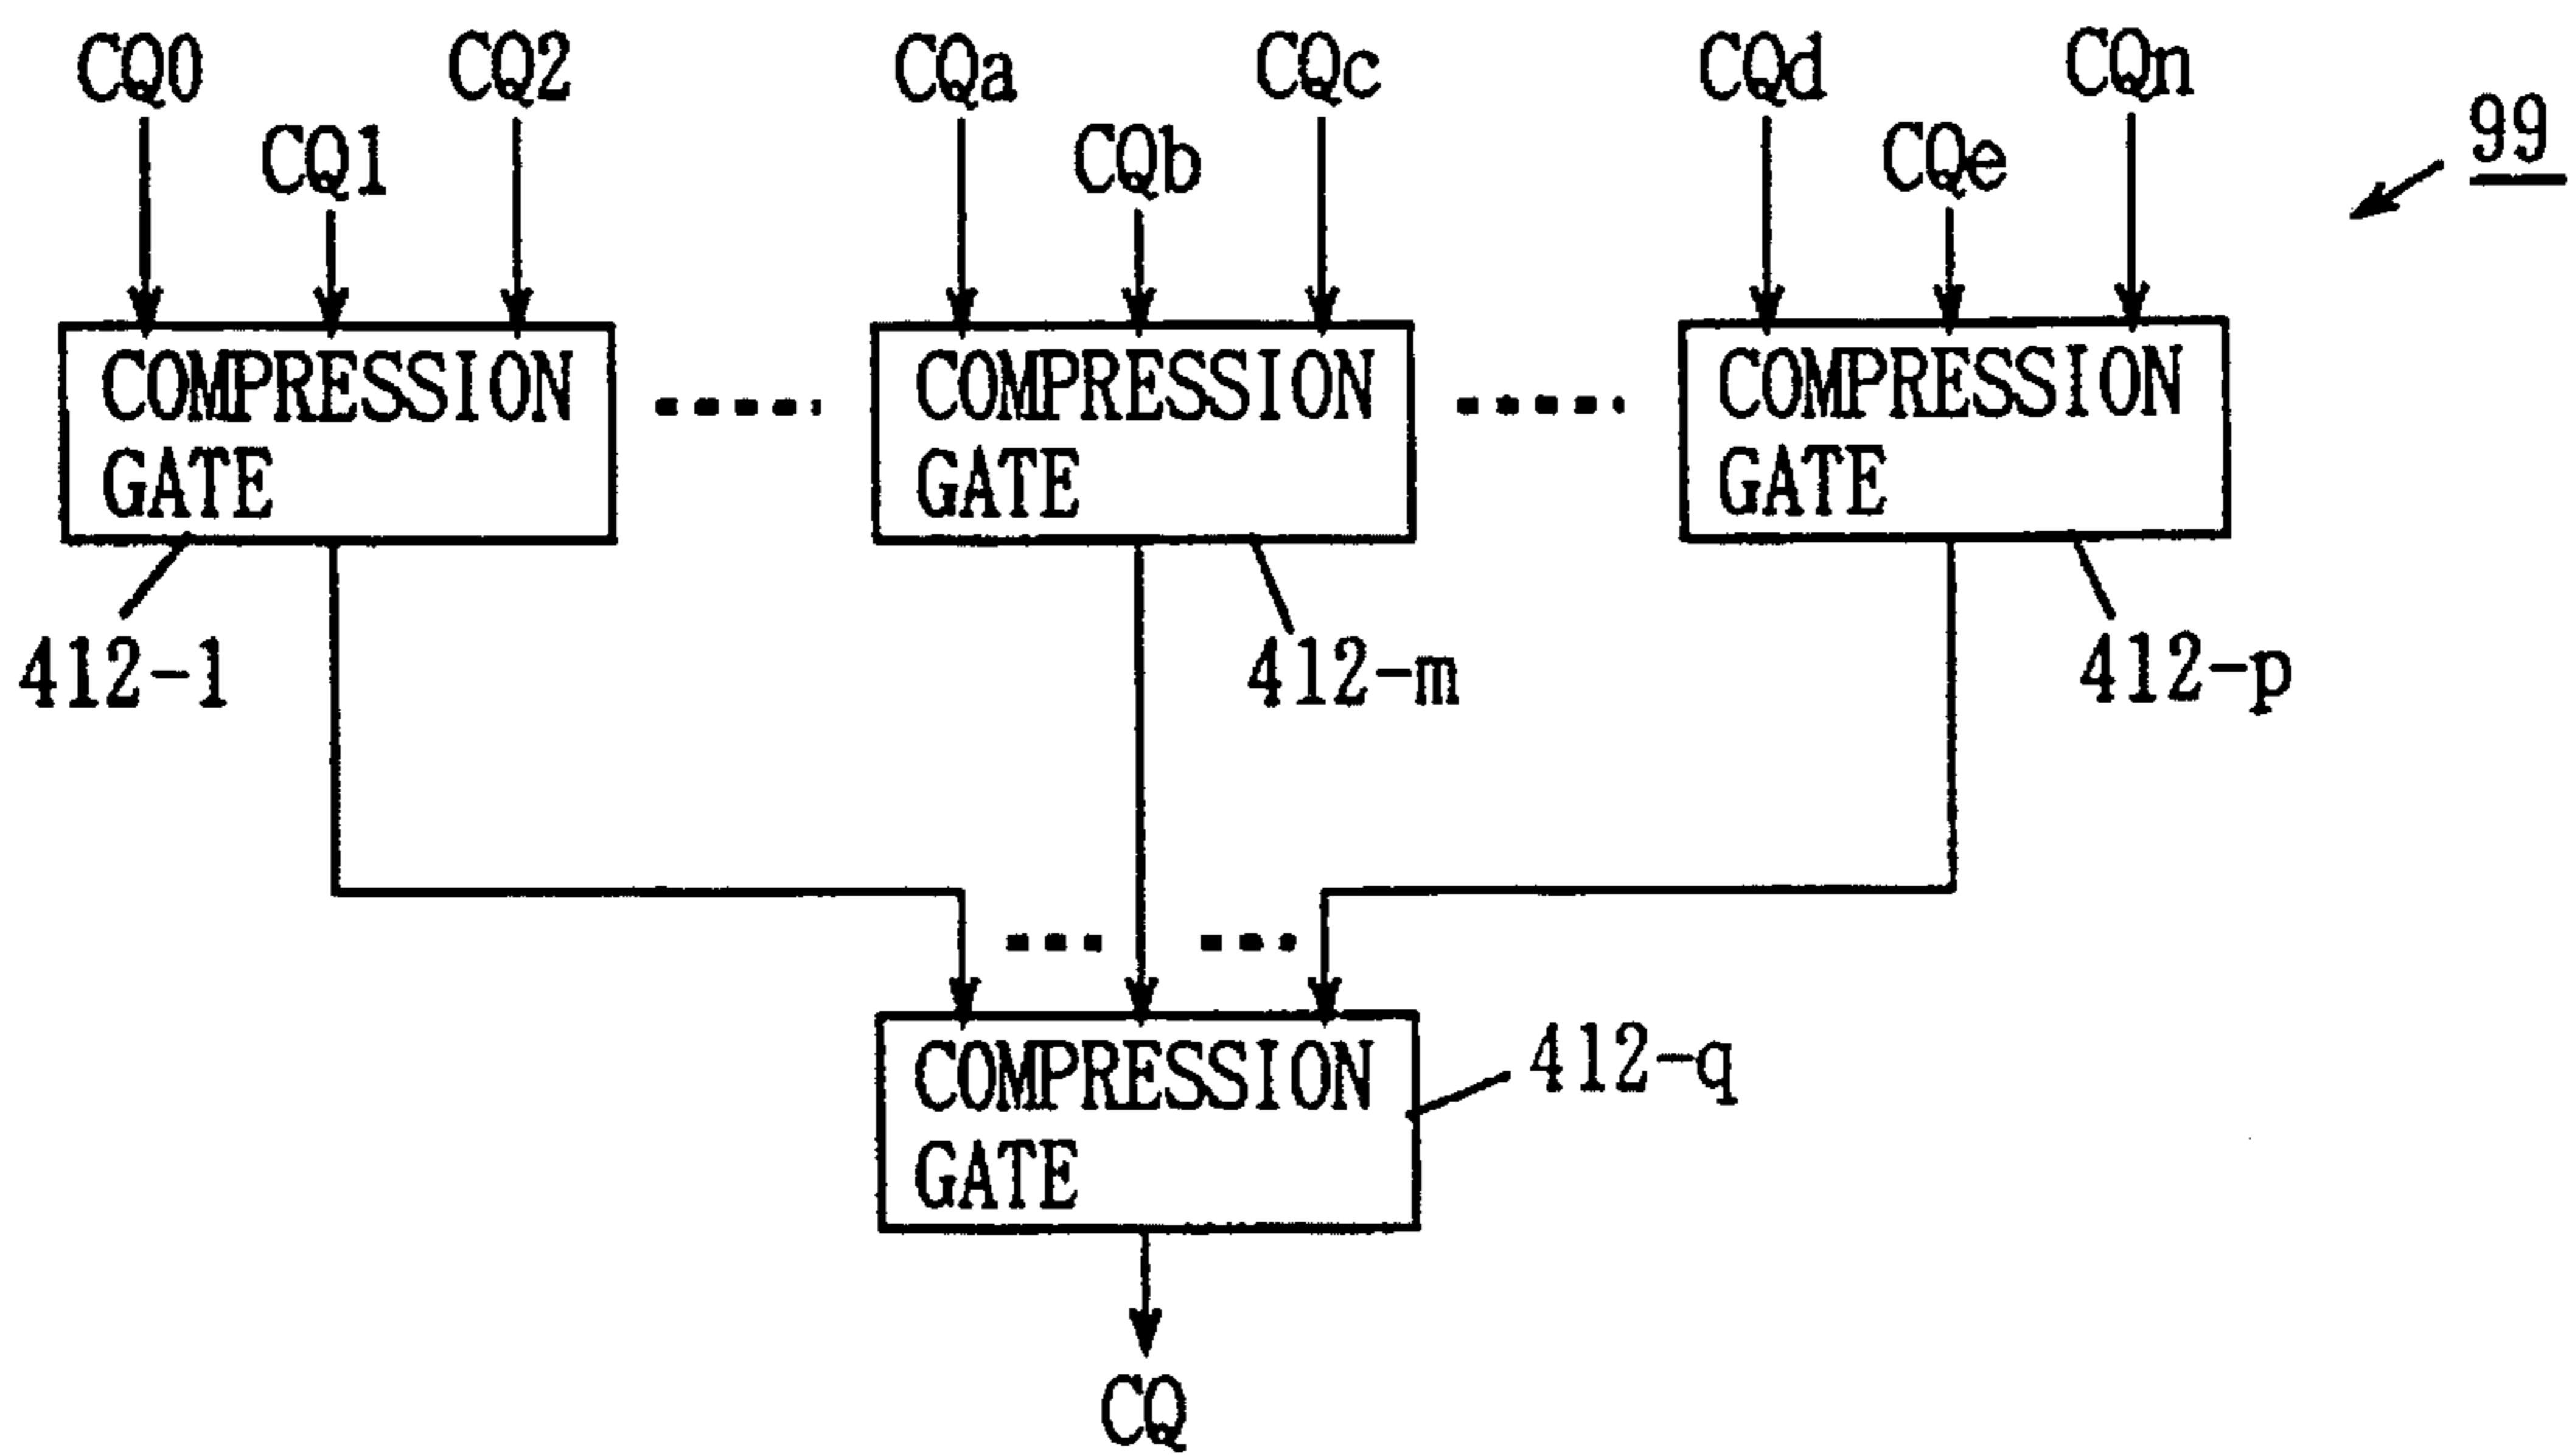 CQ0 CQ2 CQa CQc CQd CQn
CQ1 CQb CQe 99
COMPRESSION GATE
COMPRESSION GATE
COMPRESSION GATE
412-1 412-m 412-p
COMPRESSION GATE
412-q
CQ